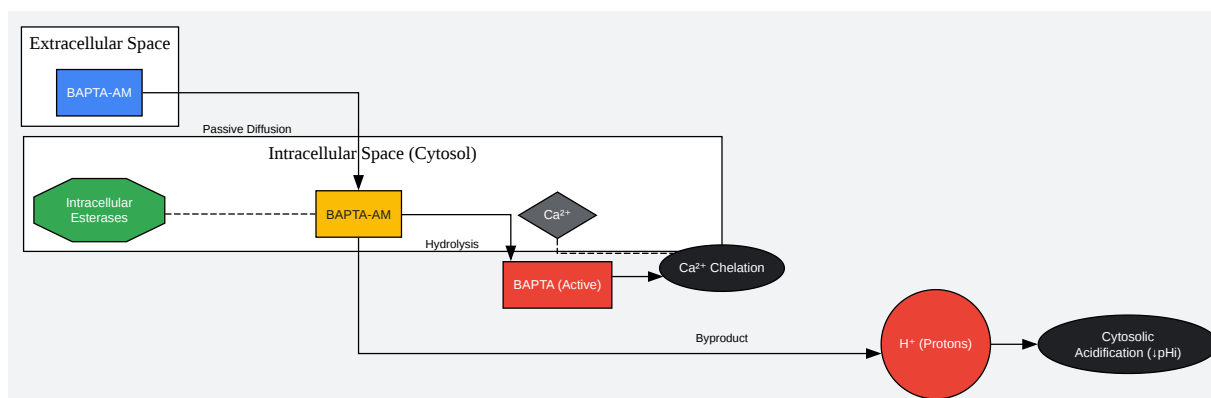 Extracellular Space
BAPTA-AM
Passive Diffusion
Intracellular Space (Cytosol)
Intracellular
Esterases
BAPTA-AM
Ca²⁺
Hydrolysis
BAPTA (Active)
Ca²⁺ Chelation
Byproduct
H⁺ (Protons)
Cytosolic
Acidification (↓pHi)